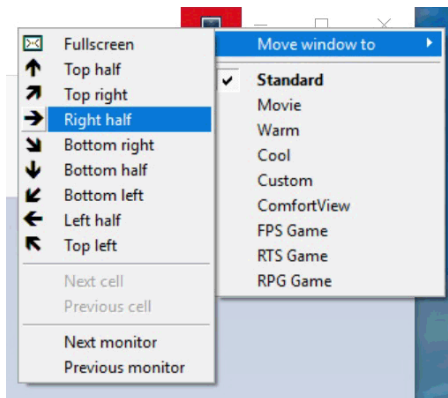 Fullscreen
Top half
Top right
Right half
Bottom right
Bottom half
Bottom left
Left half
Top left
Next cell
Previous cell
Next monitor
Previous monitor
Move window to
Standard
Movie
Warm
Cool
Custom
ComfortView
FPS Game
RTS Game
RPG Game